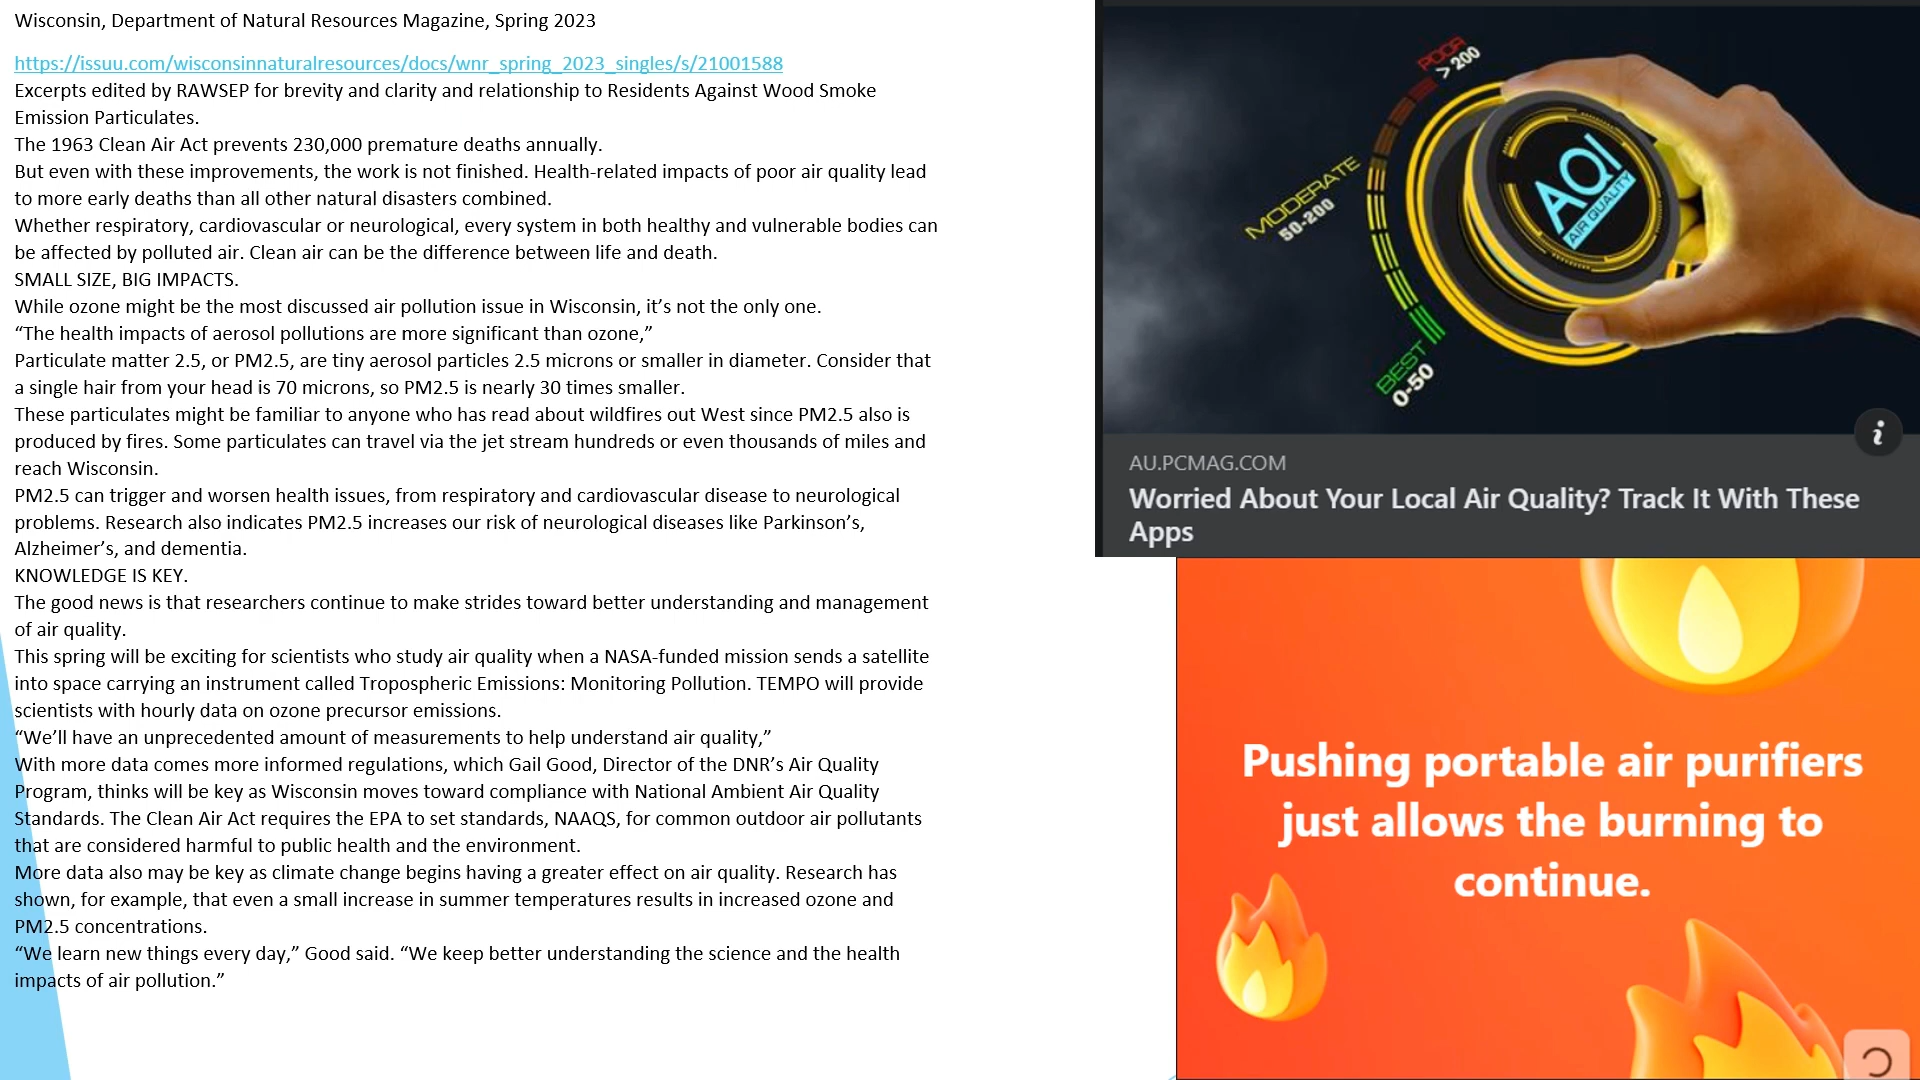 Wisconsin, Department of Natural Resources Magazine, Spring 2023
https://issuu.com/wisconsinnaturalresources/docs/wnr_spring_2023_singles/s/21001588
Excerpts edited by RAWSEP for brevity and clarity and relationship to Residents Against Wood Smoke
Emission Particulates.
The 1963 Clean Air Act prevents 230,000 premature deaths annually.
But even with these improvements, the work is not finished. Health-related impacts of poor air quality lead
to more early deaths than all other natural disasters combined.
Whether respiratory, cardiovascular or neurological, every system in both healthy and vulnerable bodies can
be affected by polluted air. Clean air can be the difference between life and death.
SMALL SIZE, BIG IMPACTS.
While ozone might be the most discussed air pollution issue in Wisconsin, it’s not the only one.
“The health impacts of aerosol pollutions are more significant than ozone,”
Particulate matter 2.5, or PM2.5, are tiny aerosol particles 2.5 microns or smaller in diameter. Consider that
a single hair from your head is 70 microns, so PM2.5 is nearly 30 times smaller.
These particulates might be familiar to anyone who has read about wildfires out West since PM2.5 also is
produced by fires. Some particulates can travel via the jet stream hundreds or even thousands of miles and
reach Wisconsin.
PM2.5 can trigger and worsen health issues, from respiratory and cardiovascular disease to neurological
problems. Research also indicates PM2.5 increases our risk of neurological diseases like Parkinson’s,
Alzheimer’s, and dementia.
KNOWLEDGE IS KEY.
The good news is that researchers continue to make strides toward better understanding and management
of air quality.
This spring will be exciting for scientists who study air quality when a NASA-funded mission sends a satellite
into space carrying an instrument called Tropospheric Emissions: Monitoring Pollution. TEMPO will provide
scientists with hourly data on ozone precursor emissions.
“We’ll have an unprecedented amount of measurements to help understand air quality,”
With more data comes more informed regulations, which Gail Good, Director of the DNR’s Air Quality
Program, thinks will be key as Wisconsin moves toward compliance with National Ambient Air Quality
Standards. The Clean Air Act requires the EPA to set standards, NAAQS, for common outdoor air pollutants
that are considered harmful to public health and the environment.
More data also may be key as climate change begins having a greater effect on air quality. Research has
shown, for example, that even a small increase in summer temperatures results in increased ozone and
PM2.5 concentrations.
“We learn new things every day,” Good said. “We keep better understanding the science and the health
impacts of air pollution.”
POOR
> 200
MODERATE
50-200
BEST
0-50
AQI
AIR QUALITY
i
AU.PCMAG.COM
Worried About Your Local Air Quality? Track It With These
Apps
Pushing portable air purifiers
just allows the burning to
continue.